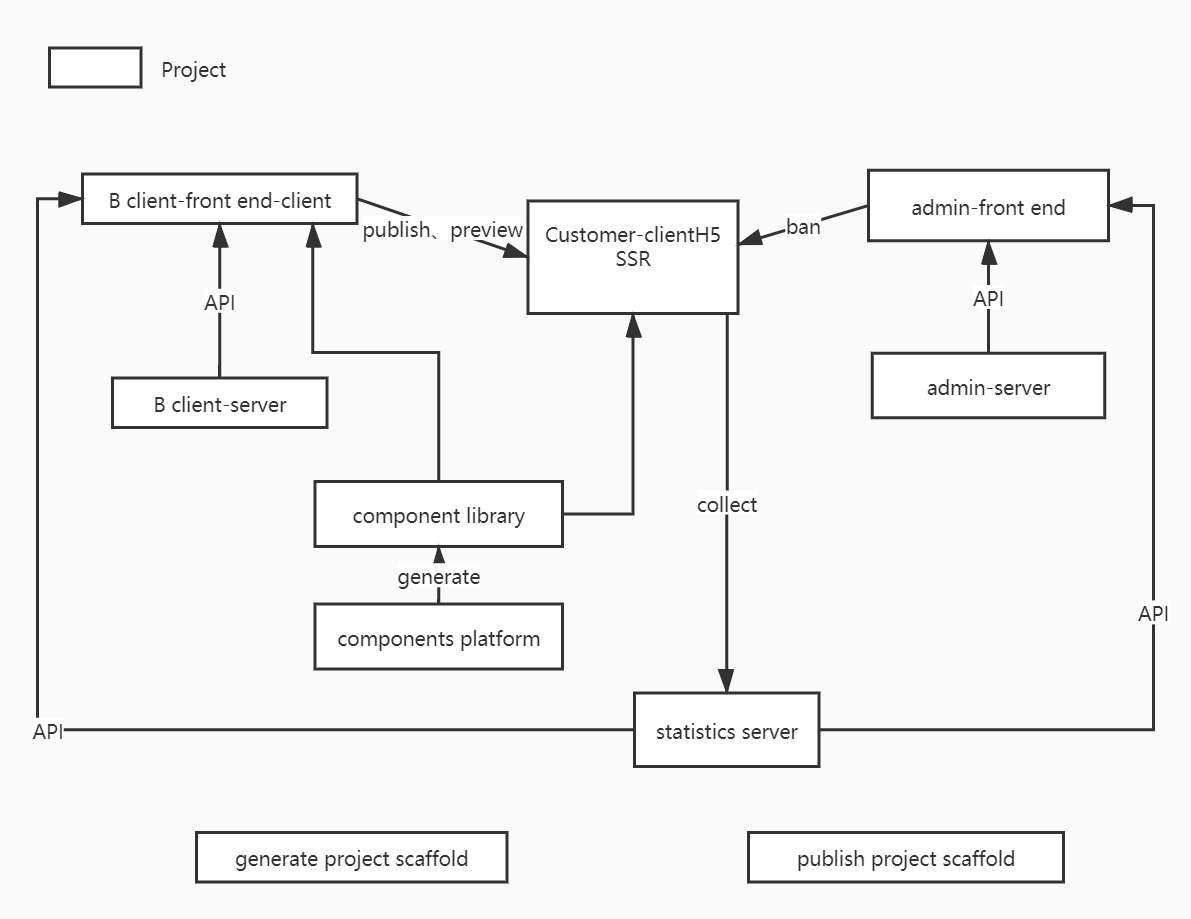 Project
B client-front end-client
admin-front end
publish、preview
Customer-clientH5
SSR
ban
API
API
B client-server
admin-server
component library
collect
generate
components platform
API
API
statistics server
generate project scaffold
publish project scaffold